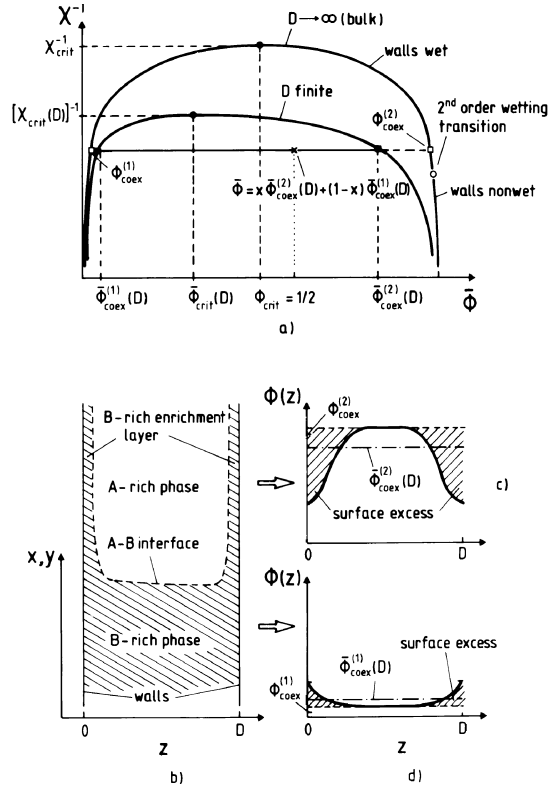 χ⁻¹
D→∞ (bulk)
χ⁻¹crit
walls wet
[χcrit(D)]⁻¹
D finite
Φ(2)coex
2nd order wetting
transition
Φ(1)coex
Φ̄ = x Φ̄(2)coex(D)+(1-x) Φ̄(1)coex(D)
walls nonwet
Φ̄(1)coex(D)
Φ̄crit(D)
Φcrit = 1/2
Φ̄(2)coex(D)
Φ̄
a)
B-rich enrichment
layer
A-rich phase
A-B interface
x,y
B-rich phase
walls
0
D
z
b)
Φ(z)
Φ(2)coex
Φ̄(2)coex(D)
surface excess
c)
0
D
Φ(z)
surface excess
Φ̄(1)coex(D)
Φ(1)coex
0
D
z
d)